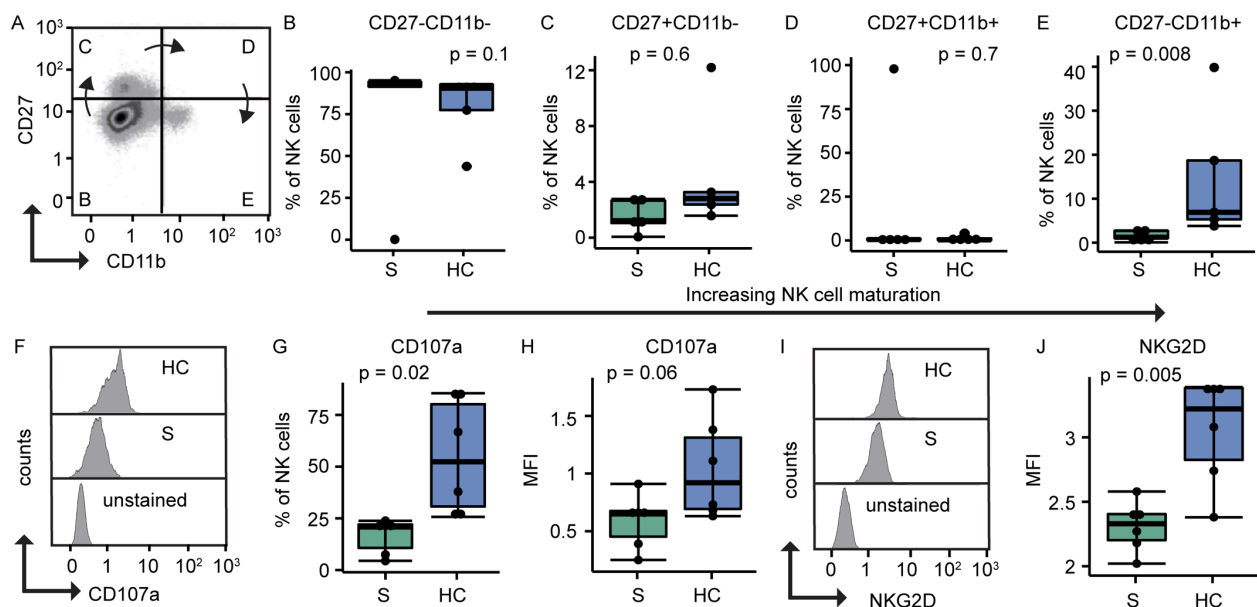 A
CD27
10³
10²
10
1
0
C
D
B
E
0
1
10²
10
10³
CD11b
B
CD27-CD11b-
p = 0.1
% of NK cells
100
75
50
25
0
S
HC
C
CD27+CD11b-
p = 0.6
% of NK cells
12
8
4
0
S
HC
D
CD27+CD11b+
p = 0.7
% of NK cells
100
75
50
25
0
S
HC
E
CD27-CD11b+
p = 0.008
% of NK cells
40
30
20
10
0
S
HC
Increasing NK cell maturation
F
HC
S
unstained
counts
0
1
10
10²
10³
CD107a
G
CD107a
p = 0.02
% of NK cells
75
50
25
0
S
HC
H
CD107a
p = 0.06
MFI
1.5
1
0.5
S
HC
I
HC
S
unstained
counts
0
1
10
10²
10³
NKG2D
J
NKG2D
p = 0.005
MFI
3
2.5
2
S
HC